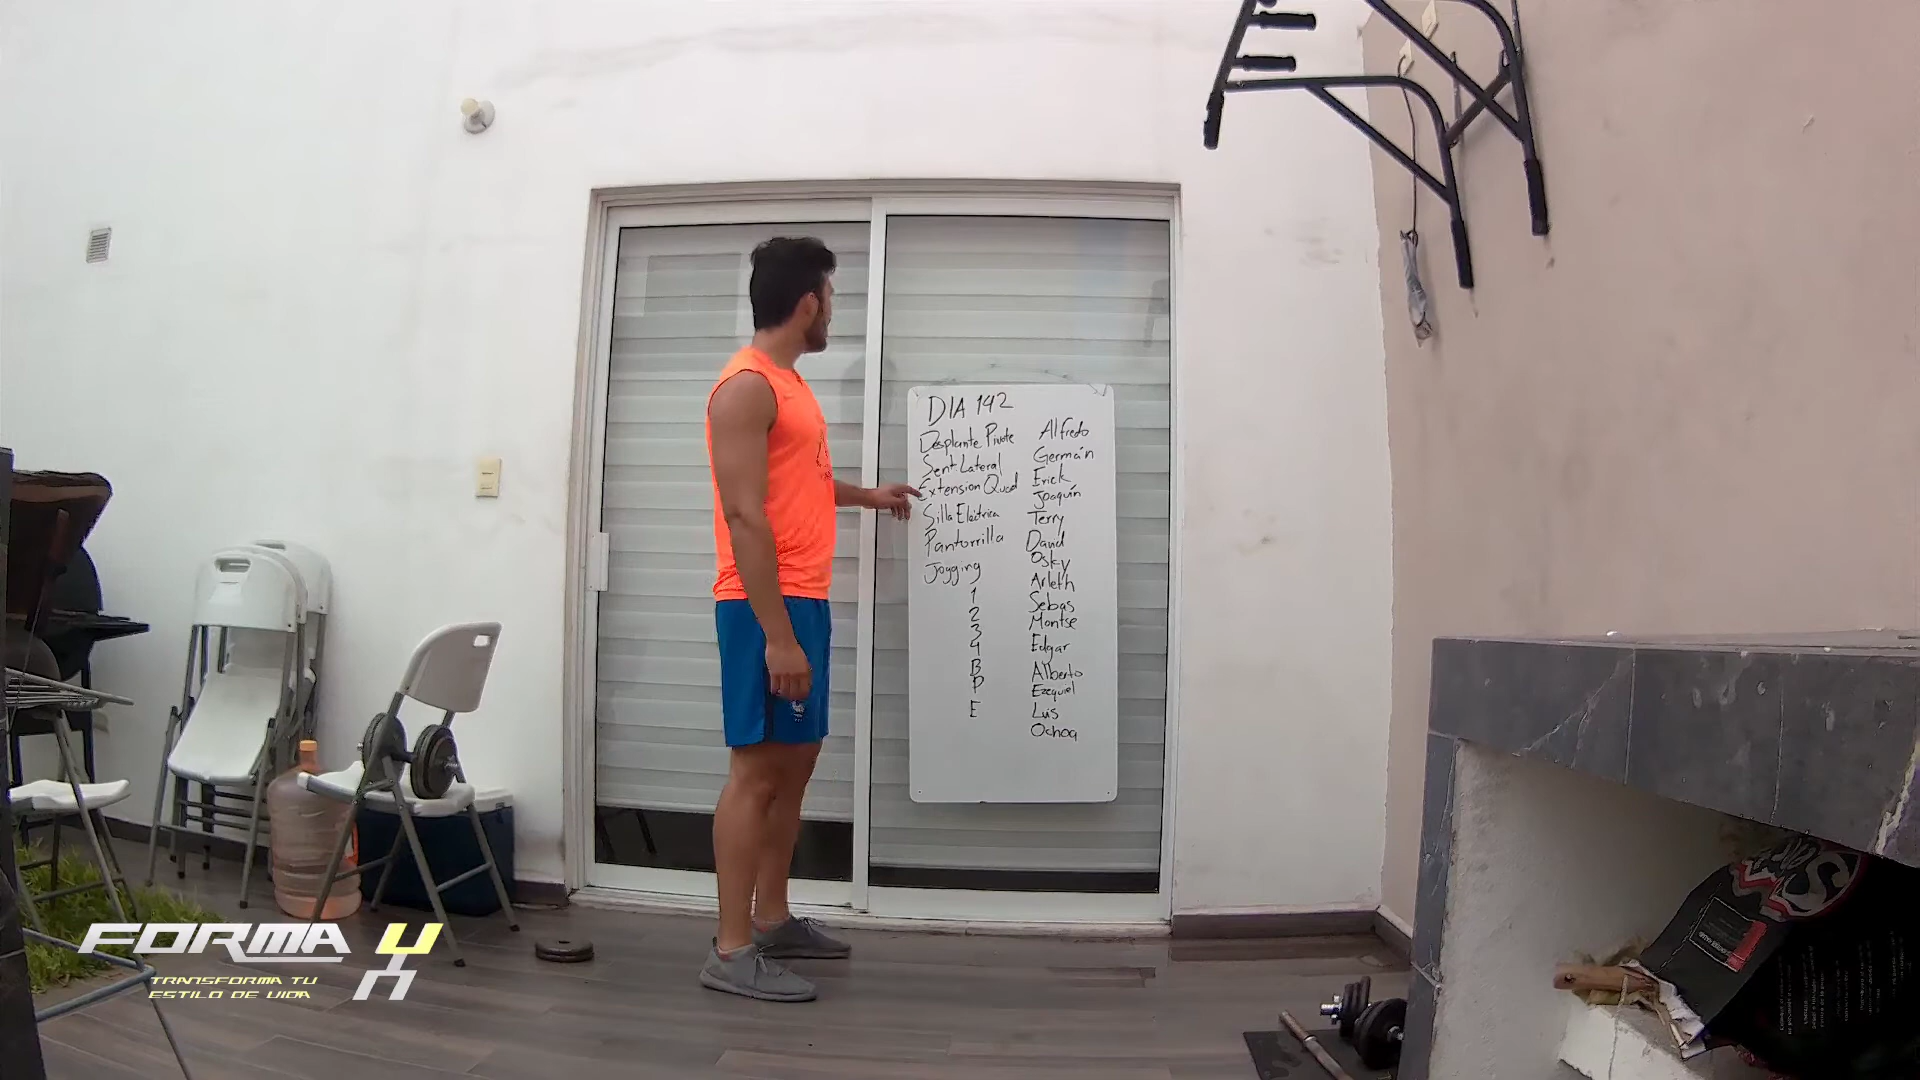 DIA 142
Desplante Pivote
Sent. Lateral
Extension Quad
Silla Eléctrica
Pantorrilla
Jogging
1
2
3
4
B
P
E
Alfredo
Germán
Erick
Joaquín
Terry
David
Osky
Arleth
Sebas
Montse
Edgar
Alberto
Ezequiel
Luis
Ochoa
FORMA
TRANSFORMA TU
ESTILO DE VIDA